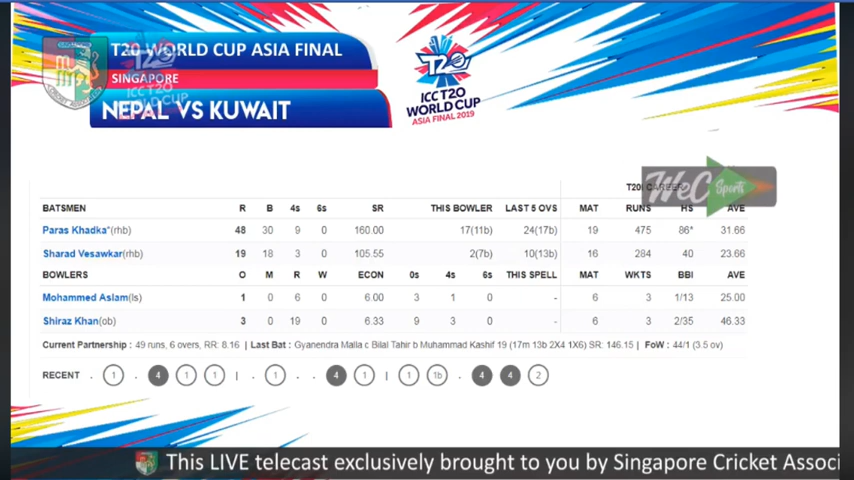 T20 WORLD CUP ASIA FINAL
SINGAPORE
NEPAL VS KUWAIT
ICC T20
WORLD CUP
ASIA FINAL 2019
WeC Sports
T20I CAREER
BATSMEN R B 4s 6s SR THIS BOWLER LAST 5 OVS MAT RUNS HS AVE
Paras Khadka*(rhb) 48 30 9 0 160.00 17(11b) 24(17b) 19 475 86* 31.66
Sharad Vesawkar(rhb) 19 18 3 0 105.55 2(7b) 10(13b) 16 284 40 23.66
BOWLERS O M R W ECON 0s 4s 6s THIS SPELL MAT WKTS BBI AVE
Mohammed Aslam(ls) 1 0 6 0 6.00 3 1 0 - 6 3 1/13 25.00
Shiraz Khan(ob) 3 0 19 0 6.33 9 3 0 - 6 3 2/35 46.33
Current Partnership : 49 runs, 6 overs, RR: 8.16 | Last Bat : Gyanendra Malla c Bilal Tahir b Muhammad Kashif 19 (17m 13b 2X4 1X6) SR: 146.15 | FoW : 44/1 (3.5 ov)
RECENT . 1 . 4 1 1 | . 1 . . 4 1 | 1 1b . 4 4 2
This LIVE telecast exclusively brought to you by Singapore Cricket Associ